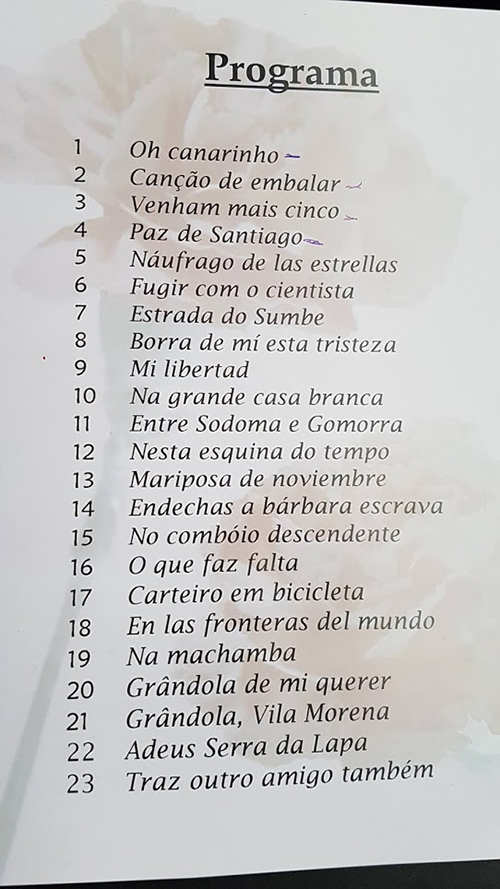 Programa
1 Oh canarinho
2 Canção de embalar
3 Venham mais cinco
4 Paz de Santiago
5 Náufrago de las estrellas
6 Fugir com o cientista
7 Estrada do Sumbe
8 Borra de mí esta tristeza
9 Mi libertad
10 Na grande casa branca
11 Entre Sodoma e Gomorra
12 Nesta esquina do tempo
13 Mariposa de noviembre
14 Endechas a bárbara escrava
15 No combóio descendente
16 O que faz falta
17 Carteiro em bicicleta
18 En las fronteras del mundo
19 Na machamba
20 Grândola de mi querer
21 Grândola, Vila Morena
22 Adeus Serra da Lapa
23 Traz outro amigo também